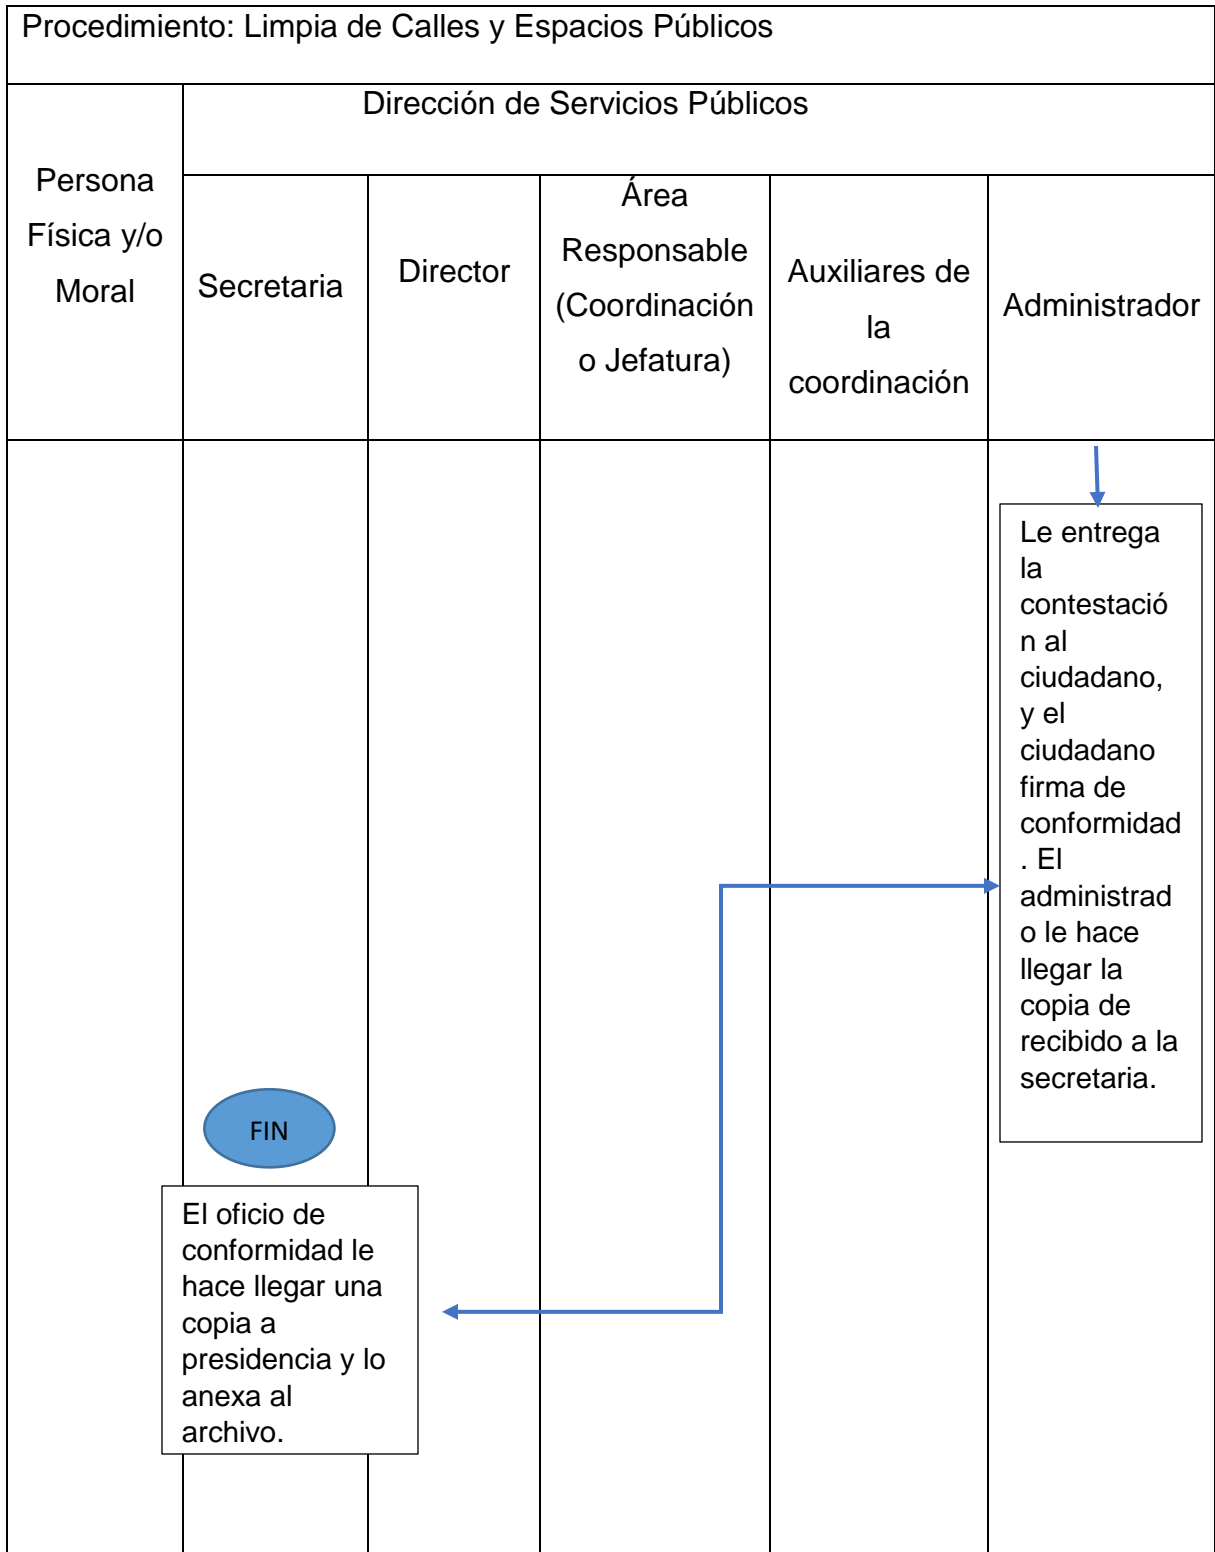 Procedimiento: Limpia de Calles y Espacios Públicos
Dirección de Servicios Públicos
Persona
Física y/o
Moral
Secretaria
Director
Área
Responsable
(Coordinación
o Jefatura)
Auxiliares de
la
coordinación
Administrador
Le entrega
la
contestació
n al
ciudadano,
y el
ciudadano
firma de
conformidad
. El
administrad
o le hace
llegar la
copia de
recibido a la
secretaria.
FIN
El oficio de
conformidad le
hace llegar una
copia a
presidencia y lo
anexa al
archivo.